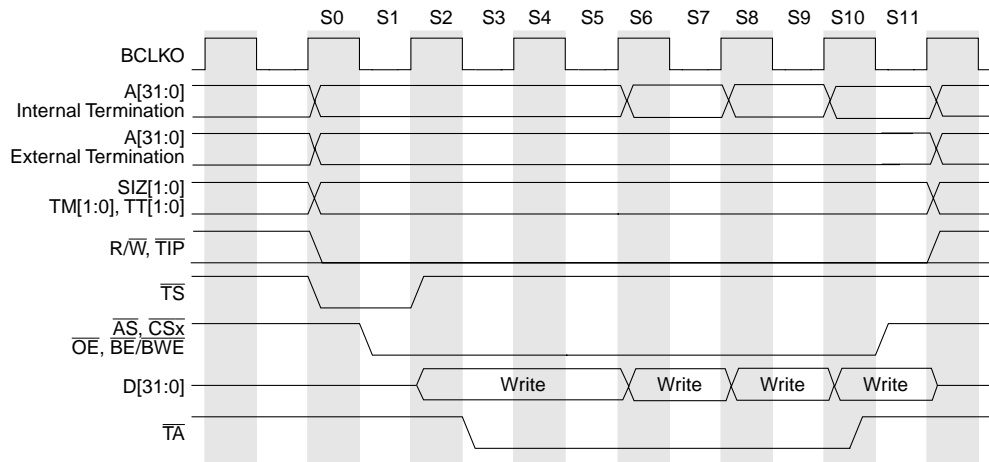 S0 S1 S2 S3 S4 S5 S6 S7 S8 S9 S10 S11
BCLKO
A[31:0]
Internal Termination
A[31:0]
External Termination
SIZ[1:0]
TM[1:0], TT[1:0]
R/W, TIP
TS
AS, CSx
OE, BE/BWE
D[31:0] Write Write Write Write
TA